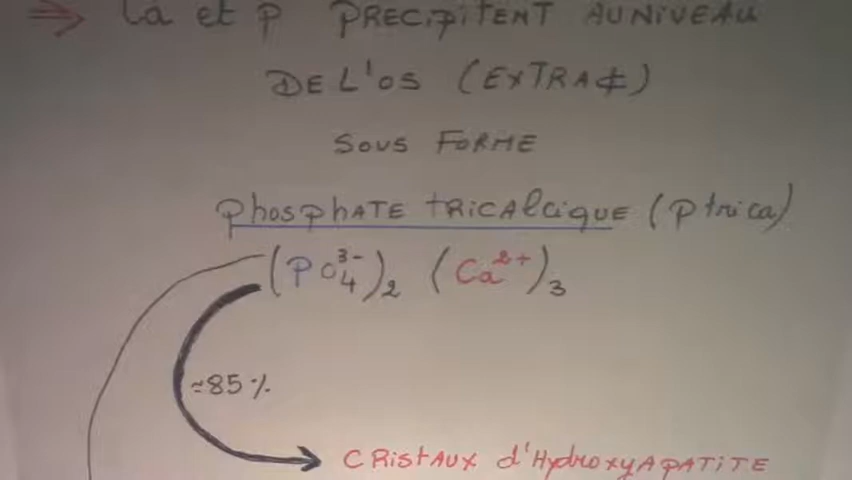 ⇒ Ca et P PRECIPITENT AU NIVEAU
DE L'OS (EXTRA¢)
SOUS FORME
phosphATE TRICAlcique (P trica)
(PO₄³⁻)₂ (Ca²⁺)₃
≃85%
CRISTAUX d'HydroxyAPATITE